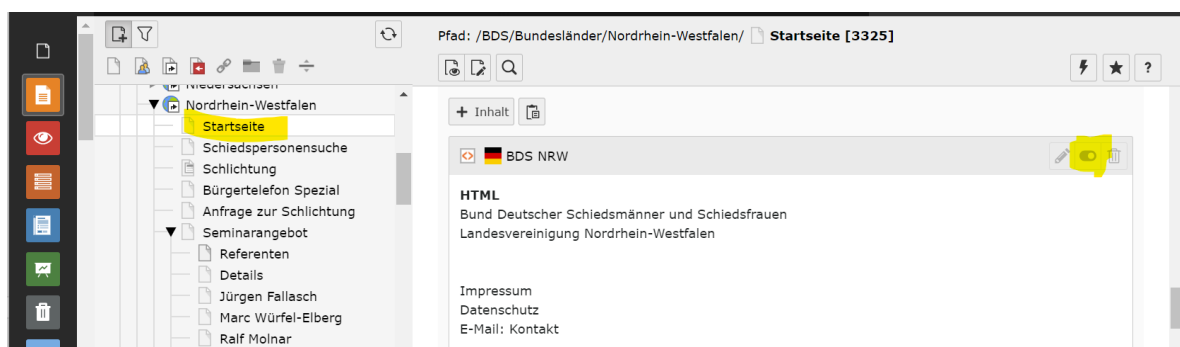 Pfad: /BDS/Bundesländer/Nordrhein-Westfalen/ Startseite [3325]
?
Niedersachsen
Nordrhein-Westfalen
Startseite
Schiedspersonensuche
Schlichtung
Bürgertelefon Spezial
Anfrage zur Schlichtung
Seminarangebot
Referenten
Details
Jürgen Fallasch
Marc Würfel-Elberg
Ralf Molnar
+ Inhalt
BDS NRW
HTML
Bund Deutscher Schiedsmänner und Schiedsfrauen
Landesvereinigung Nordrhein-Westfalen
Impressum
Datenschutz
E-Mail: Kontakt